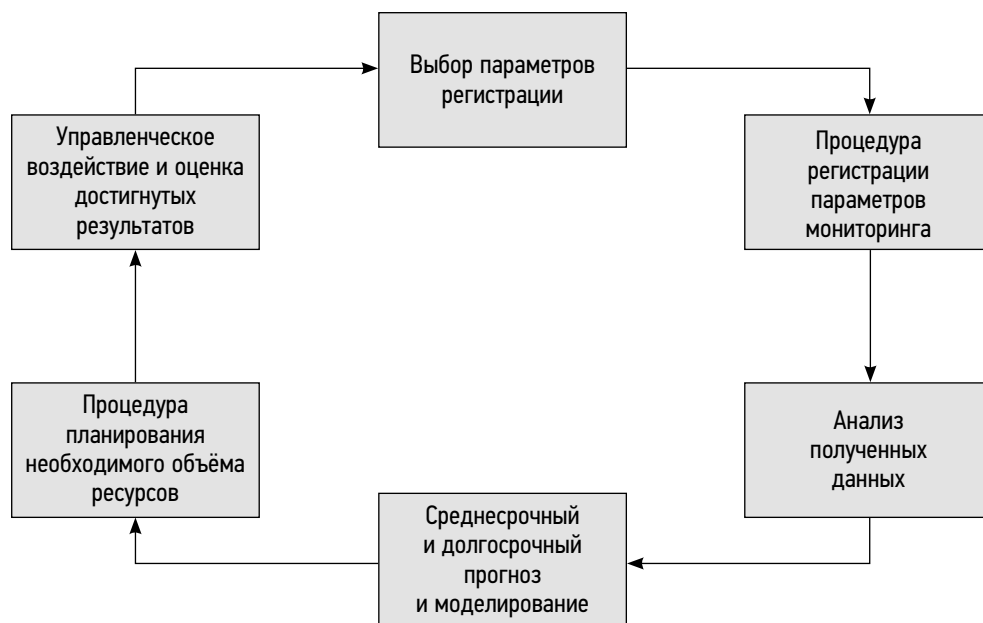 Выбор параметров
регистрации
Процедура
регистрации
параметров
мониторинга
Анализ
полученных
данных
Среднесрочный
и долгосрочный
прогноз
и моделирование
Процедура
планирования
необходимого объёма
ресурсов
Управленческое
воздействие и оценка
достигнутых
результатов